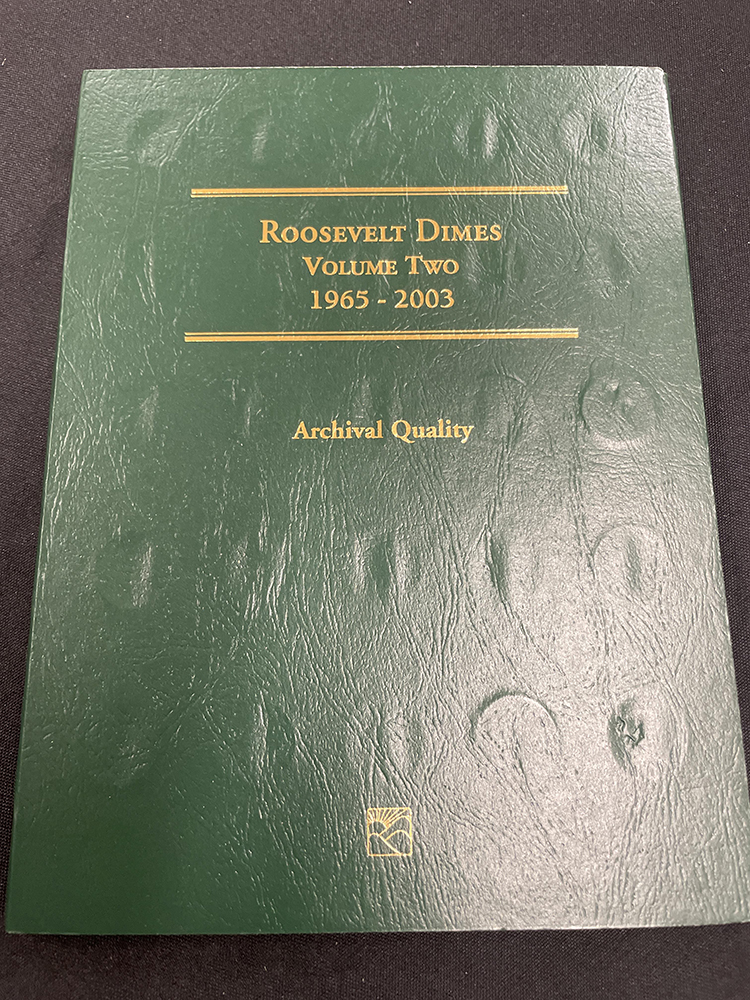 Roosevelt Dimes
Volume Two
1965 - 2003
Archival Quality